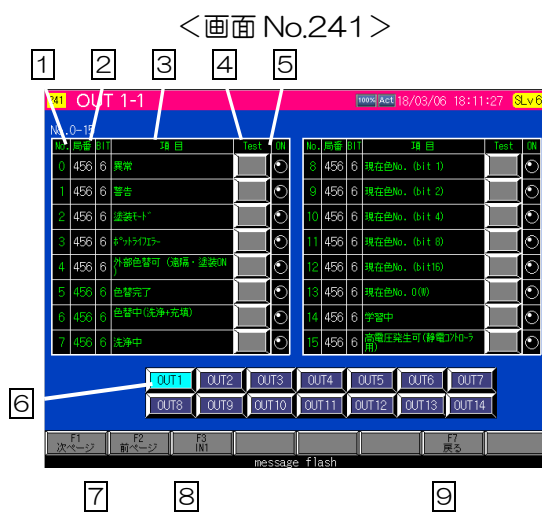 <画面 No.241>
1 2 3 4 5
241 OUT 1-1 100% Act 18/03/06 18:11:27 SLv6
No.0-15
No. 局番 BIT 項目 Test ON
0 456 6 異常
1 456 6 警告
2 456 6 塗装ﾓｰﾄﾞ
3 456 6 ﾎﾟｯﾄﾗｲﾌｴﾗｰ
4 456 6 外部色替可 (遠隔・塗装ON
)
5 456 6 色替完了
6 456 6 色替中(洗浄+充填)
7 456 6 洗浄中
No. 局番 BIT 項目 Test ON
8 456 6 現在色No. (bit 1)
9 456 6 現在色No. (bit 2)
10 456 6 現在色No. (bit 4)
11 456 6 現在色No. (bit 8)
12 456 6 現在色No. (bit16)
13 456 6 現在色No. 0(W)
14 456 6 学習中
15 456 6 高電圧発生可(静電ｺﾝﾄﾛｰﾗ
用)
6
OUT1 OUT2 OUT3 OUT4 OUT5 OUT6 OUT7
OUT8 OUT9 OUT10 OUT11 OUT12 OUT13 OUT14
F1 F2 F3 F7
次ページ 前ページ IN1 戻る
message flash
7 8 9